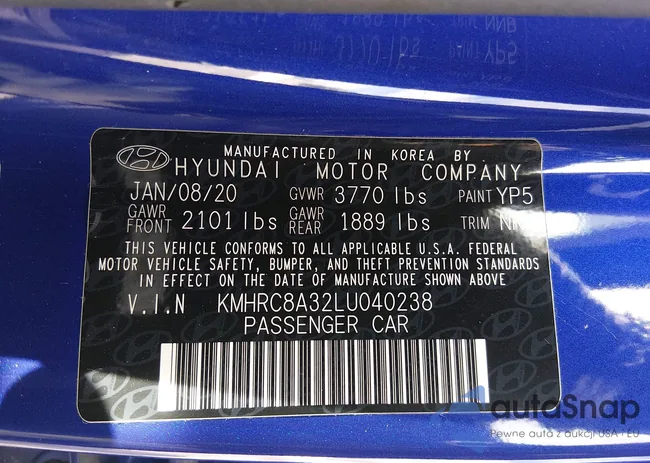 MANUFACTURED IN KOREA BY
HYUNDAI MOTOR COMPANY
JAN/08/20 GVWR 3770 lbs PAINT YP5
GAWR FRONT 2101 lbs GAWR REAR 1889 lbs TRIM
THIS VEHICLE CONFORMS TO ALL APPLICABLE U.S.A. FEDERAL
MOTOR VEHICLE SAFETY, BUMPER, AND THEFT PREVENTION STANDARDS
IN EFFECT ON THE DATE OF MANUFACTURE SHOWN ABOVE
V.I.N KMHRC8A32LU040238
PASSENGER CAR
autoSnap
Pewne auta z aukcji USA i EU